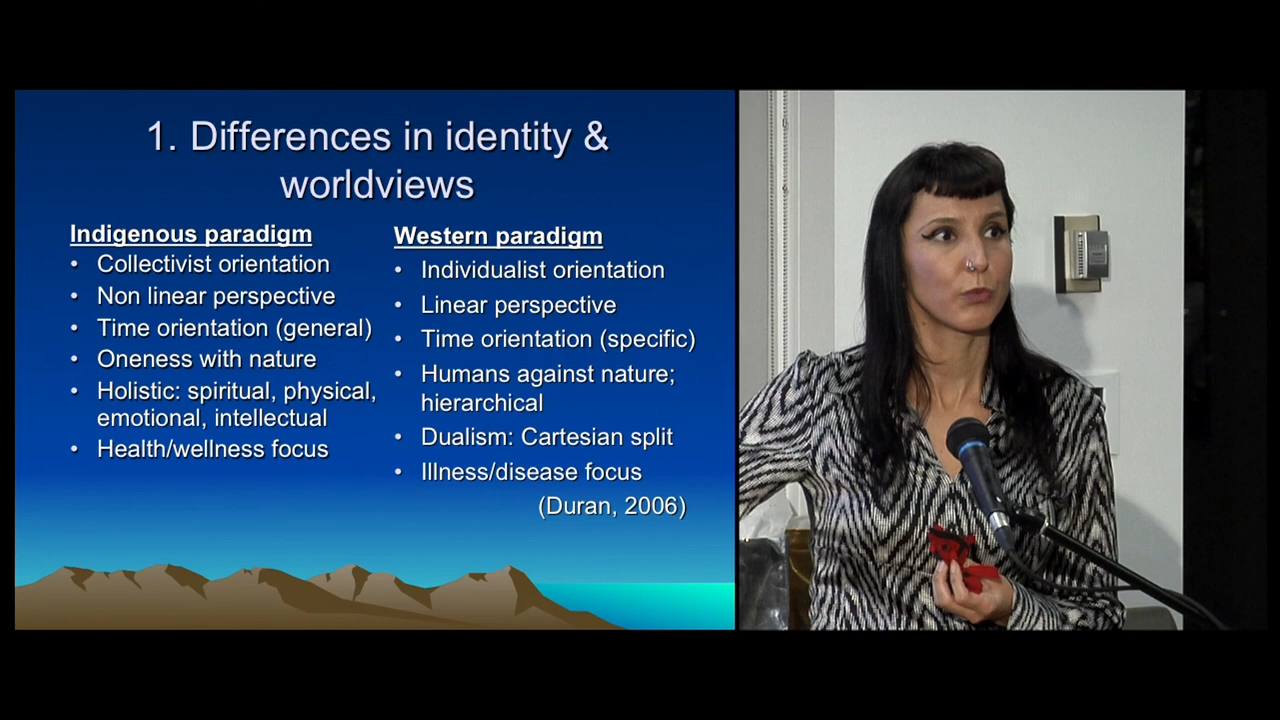 1. Differences in identity &
worldviews
Indigenous paradigm
• Collectivist orientation
• Non linear perspective
• Time orientation (general)
• Oneness with nature
• Holistic: spiritual, physical,
emotional, intellectual
• Health/wellness focus
Western paradigm
• Individualist orientation
• Linear perspective
• Time orientation (specific)
• Humans against nature;
hierarchical
• Dualism: Cartesian split
• Illness/disease focus
(Duran, 2006)